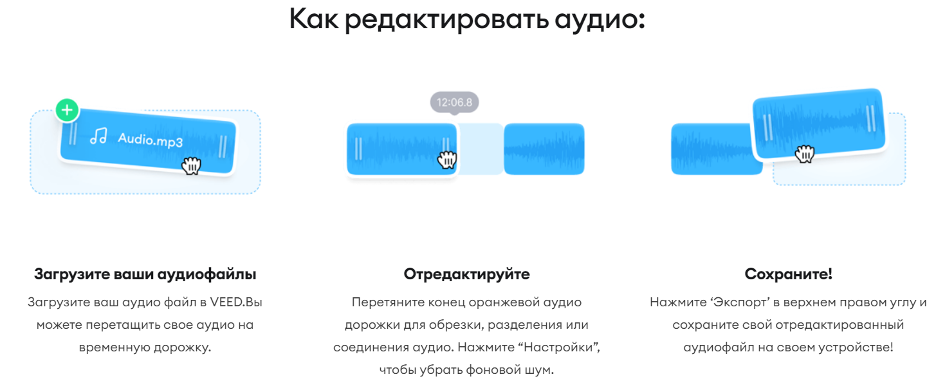 Как редактировать аудио:
Audio.mp3
12:06.8
Загрузите ваши аудиофайлы
Загрузите ваш аудио файл в VEED.Вы
можете перетащить свое аудио на
временную дорожку.
Отредактируйте
Перетяните конец оранжевой аудио
дорожки для обрезки, разделения или
соединения аудио. Нажмите “Настройки”,
чтобы убрать фоновой шум.
Сохраните!
Нажмите ‘Экспорт’ в верхнем правом углу и
сохраните свой отредактированный
аудиофайл на своем устройстве!